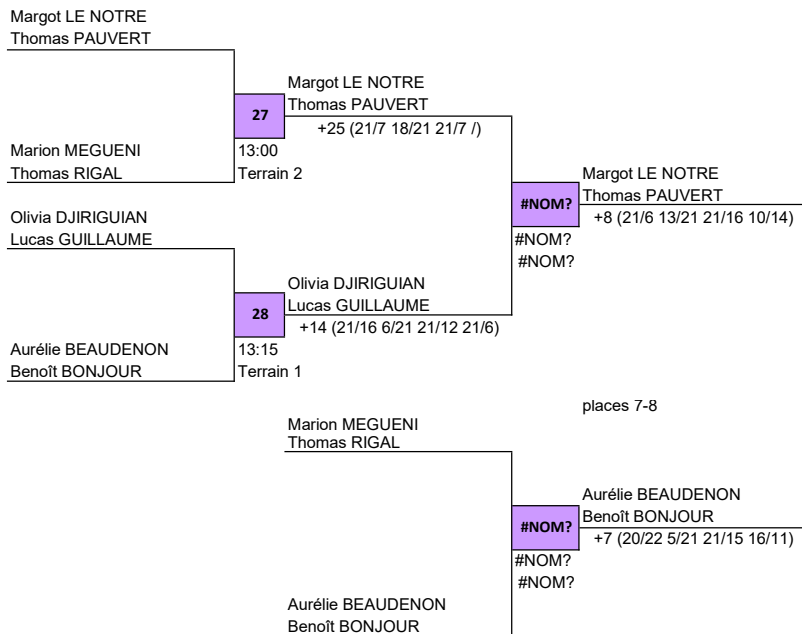 Margot LE NOTRE
Thomas PAUVERT
Margot LE NOTRE
27
Thomas PAUVERT
+25 (21/7 18/21 21/7 /)
Marion MEGUENI
13:00
Thomas RIGAL
Terrain 2
Margot LE NOTRE
#NOM?
Thomas PAUVERT
+8 (21/6 13/21 21/16 10/14)
Olivia DJIRIGUIAN
Lucas GUILLAUME
#NOM?
#NOM?
Olivia DJIRIGUIAN
28
Lucas GUILLAUME
+14 (21/16 6/21 21/12 21/6)
Aurélie BEAUDENON
13:15
Benoît BONJOUR
Terrain 1
places 7-8
Marion MEGUENI
Thomas RIGAL
Aurélie BEAUDENON
#NOM?
Benoît BONJOUR
+7 (20/22 5/21 21/15 16/11)
#NOM?
#NOM?
Aurélie BEAUDENON
Benoît BONJOUR